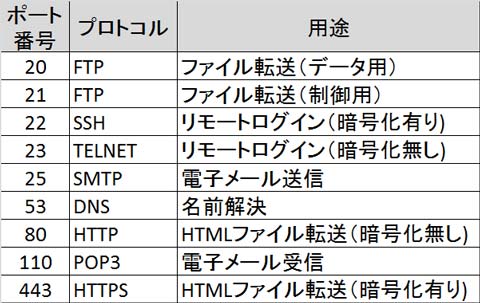 ポート番号 プロトコル 用途
20 FTP ファイル転送（データ用）
21 FTP ファイル転送（制御用）
22 SSH リモートログイン（暗号化有り)
23 TELNET リモートログイン（暗号化無し)
25 SMTP 電子メール送信
53 DNS 名前解決
80 HTTP HTMLファイル転送（暗号化無し)
110 POP3 電子メール受信
443 HTTPS HTMLファイル転送（暗号化有り)